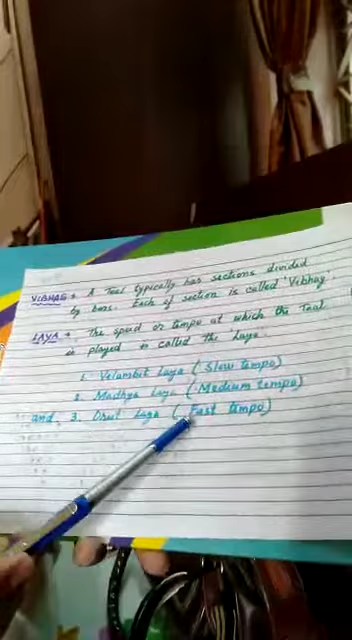 VIBHAG : A Taal typically has sections divided
by bars. Each of section is called 'Vibhag'.
LAYA : The speed or tempo at which the Taal
is played is called the 'Laya'
1. Velambit Laya ( Slow tempo)
2. Madhya Laya ( Medium tempo)
and, 3. Drut Laya ( Fast tempo)